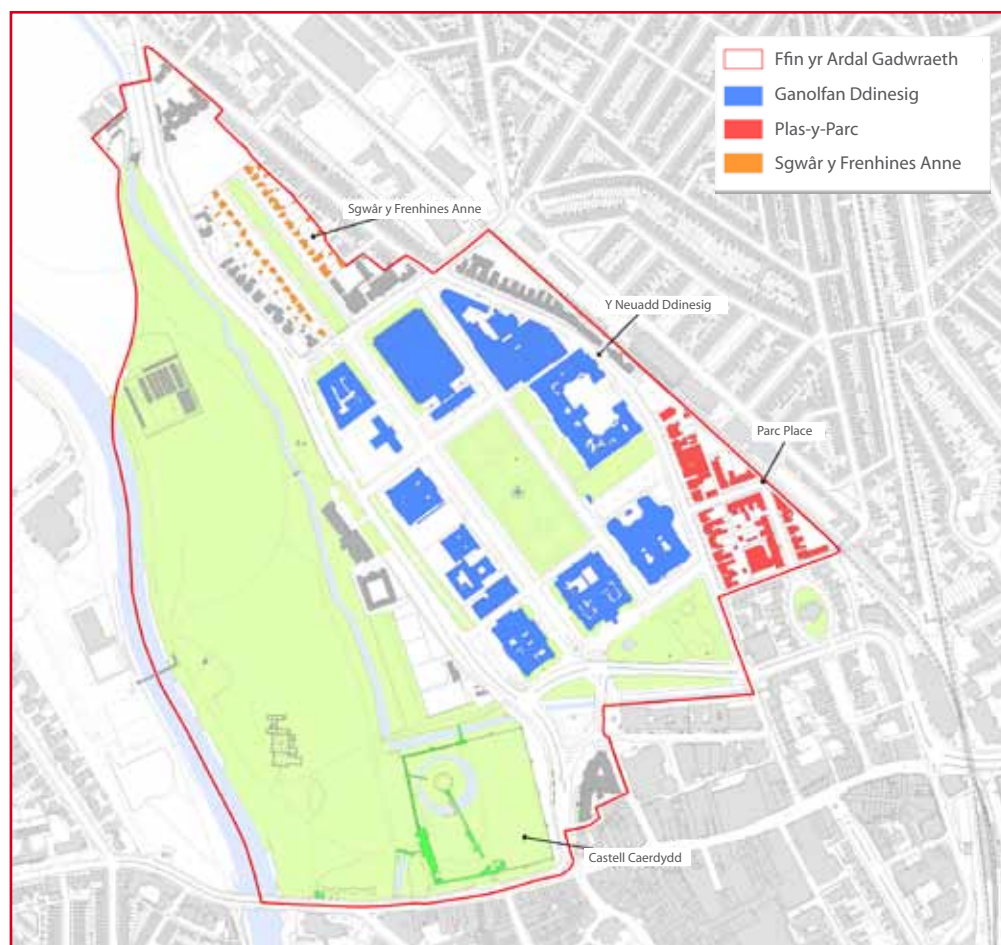 Ffin yr Ardal Gadwraeth
Ganolfan Ddinesig
Plas-y-Parc
Sgwâr y Frenhines Anne
Sgwâr y Frenhines Anne
Y Neuadd Ddinesig
Parc Place
Castell Caerdydd